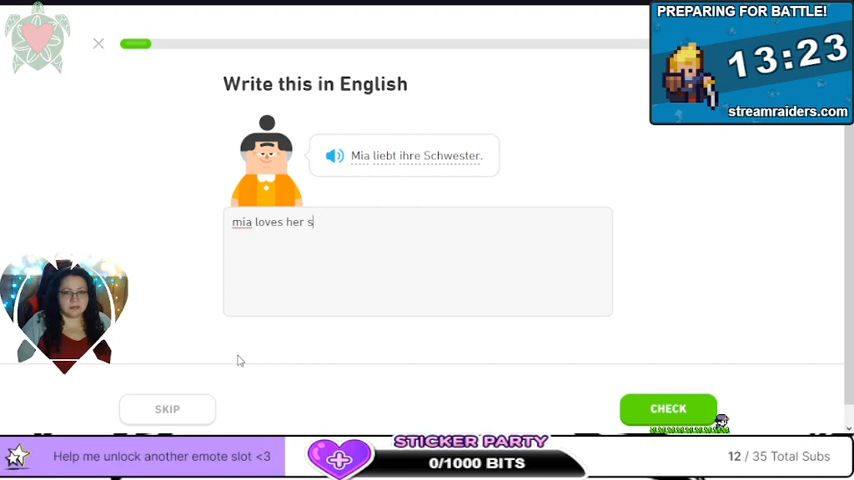 PREPARING FOR BATTLE!
13:23
streamraiders.com
Write this in English
Mia liebt ihre Schwester.
mia loves her s
SKIP
CHECK
STICKER PARTY
Help me unlock another emote slot <3
0/1000 BITS
12 / 35 Total Subs